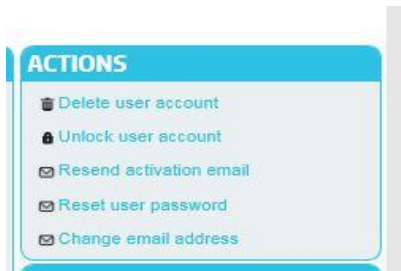 ACTIONS
Delete user account
Unlock user account
Resend activation email
Reset user password
Change email address